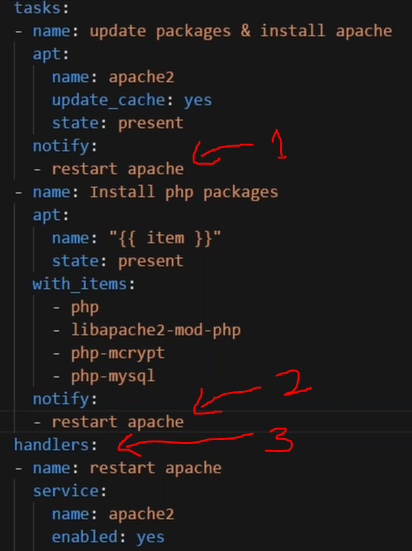 tasks:
- name: update packages & install apache
apt:
name: apache2
update_cache: yes
state: present
notify:
- restart apache
1
- name: Install php packages
apt:
name: "{{ item }}"
state: present
with_items:
- php
- libapache2-mod-php
- php-mcrypt
- php-mysql
notify:
- restart apache
2
handlers:
3
- name: restart apache
service:
name: apache2
enabled: yes